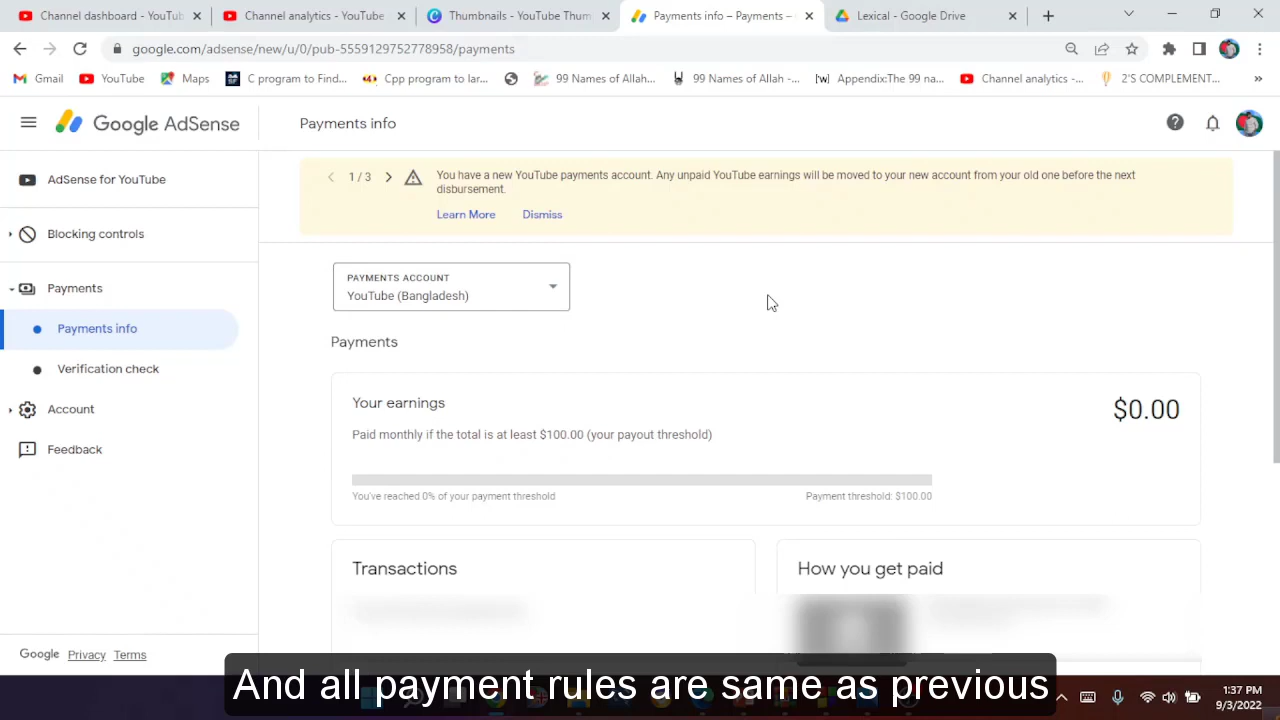 Channel dashboard - YouTub
Channel analytics - YouTube
Thumbnails - YouTube Thum
Payments info – Payments –
Lexical - Google Drive
google.com/adsense/new/u/0/pub-5559129752778958/payments
Gmail
YouTube
Maps
C program to Find...
Cpp program to lar...
99 Names of Allah...
99 Names of Allah -...
[w] Appendix:The 99 na...
Channel analytics -...
2'S COMPLEMENT...
»
Google AdSense
Payments info
AdSense for YouTube
1 / 3
You have a new YouTube payments account. Any unpaid YouTube earnings will be moved to your new account from your old one before the next
disbursement.
Learn More Dismiss
Blocking controls
Payments
Payments info
Verification check
Account
Feedback
PAYMENTS ACCOUNT
YouTube (Bangladesh)
Payments
Your earnings
$0.00
Paid monthly if the total is at least $100.00 (your payout threshold)
You've reached 0% of your payment threshold
Payment threshold: $100.00
Transactions
How you get paid
Google Privacy Terms
And all payment rules are same as previous
1:37 PM
9/3/2022